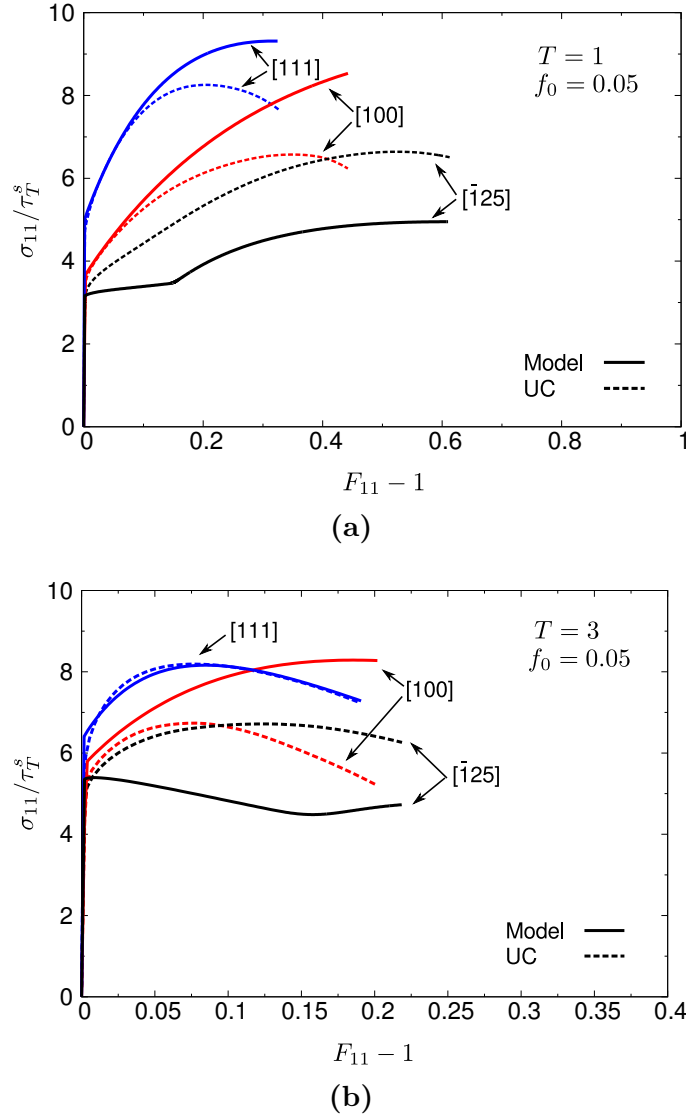 10
8
6
4
2
0
σ₁₁/τ_T^s
[111]
[100]
[1̄25]
T = 1
f₀ = 0.05
Model
UC
0 0.2 0.4 0.6 0.8 1
F₁₁ − 1
(a)
10
8
6
4
2
0
σ₁₁/τ_T^s
[111]
[100]
[1̄25]
T = 3
f₀ = 0.05
Model
UC
0 0.05 0.1 0.15 0.2 0.25 0.3 0.35 0.4
F₁₁ − 1
(b)